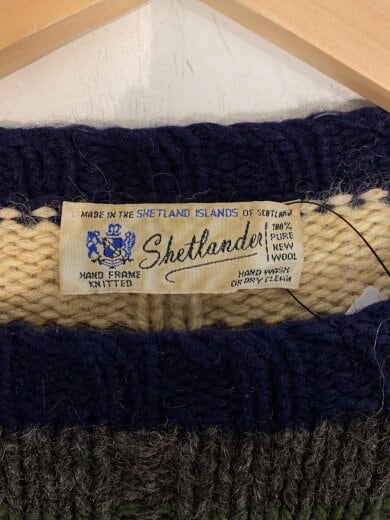 MADE IN THE SHETLAND ISLANDS OF SCOTLAND
Shetlander
100%
PURE
NEW
WOOL
HAND FRAME
KNITTED
HAND WASH
OR DRY CLEAN